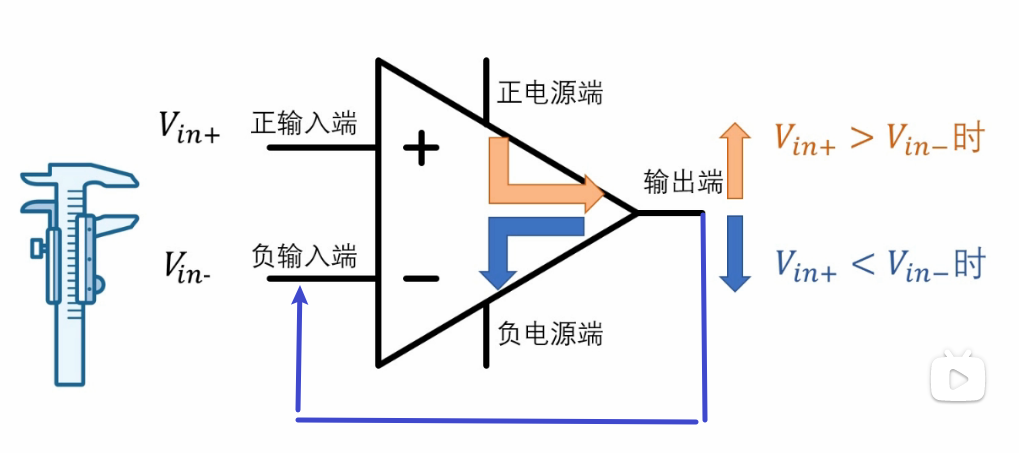 正电源端
V_{in+} 正输入端
+
V_{in+} > V_{in-}时
输出端
V_{in-} 负输入端
−
V_{in+} < V_{in-}时
负电源端